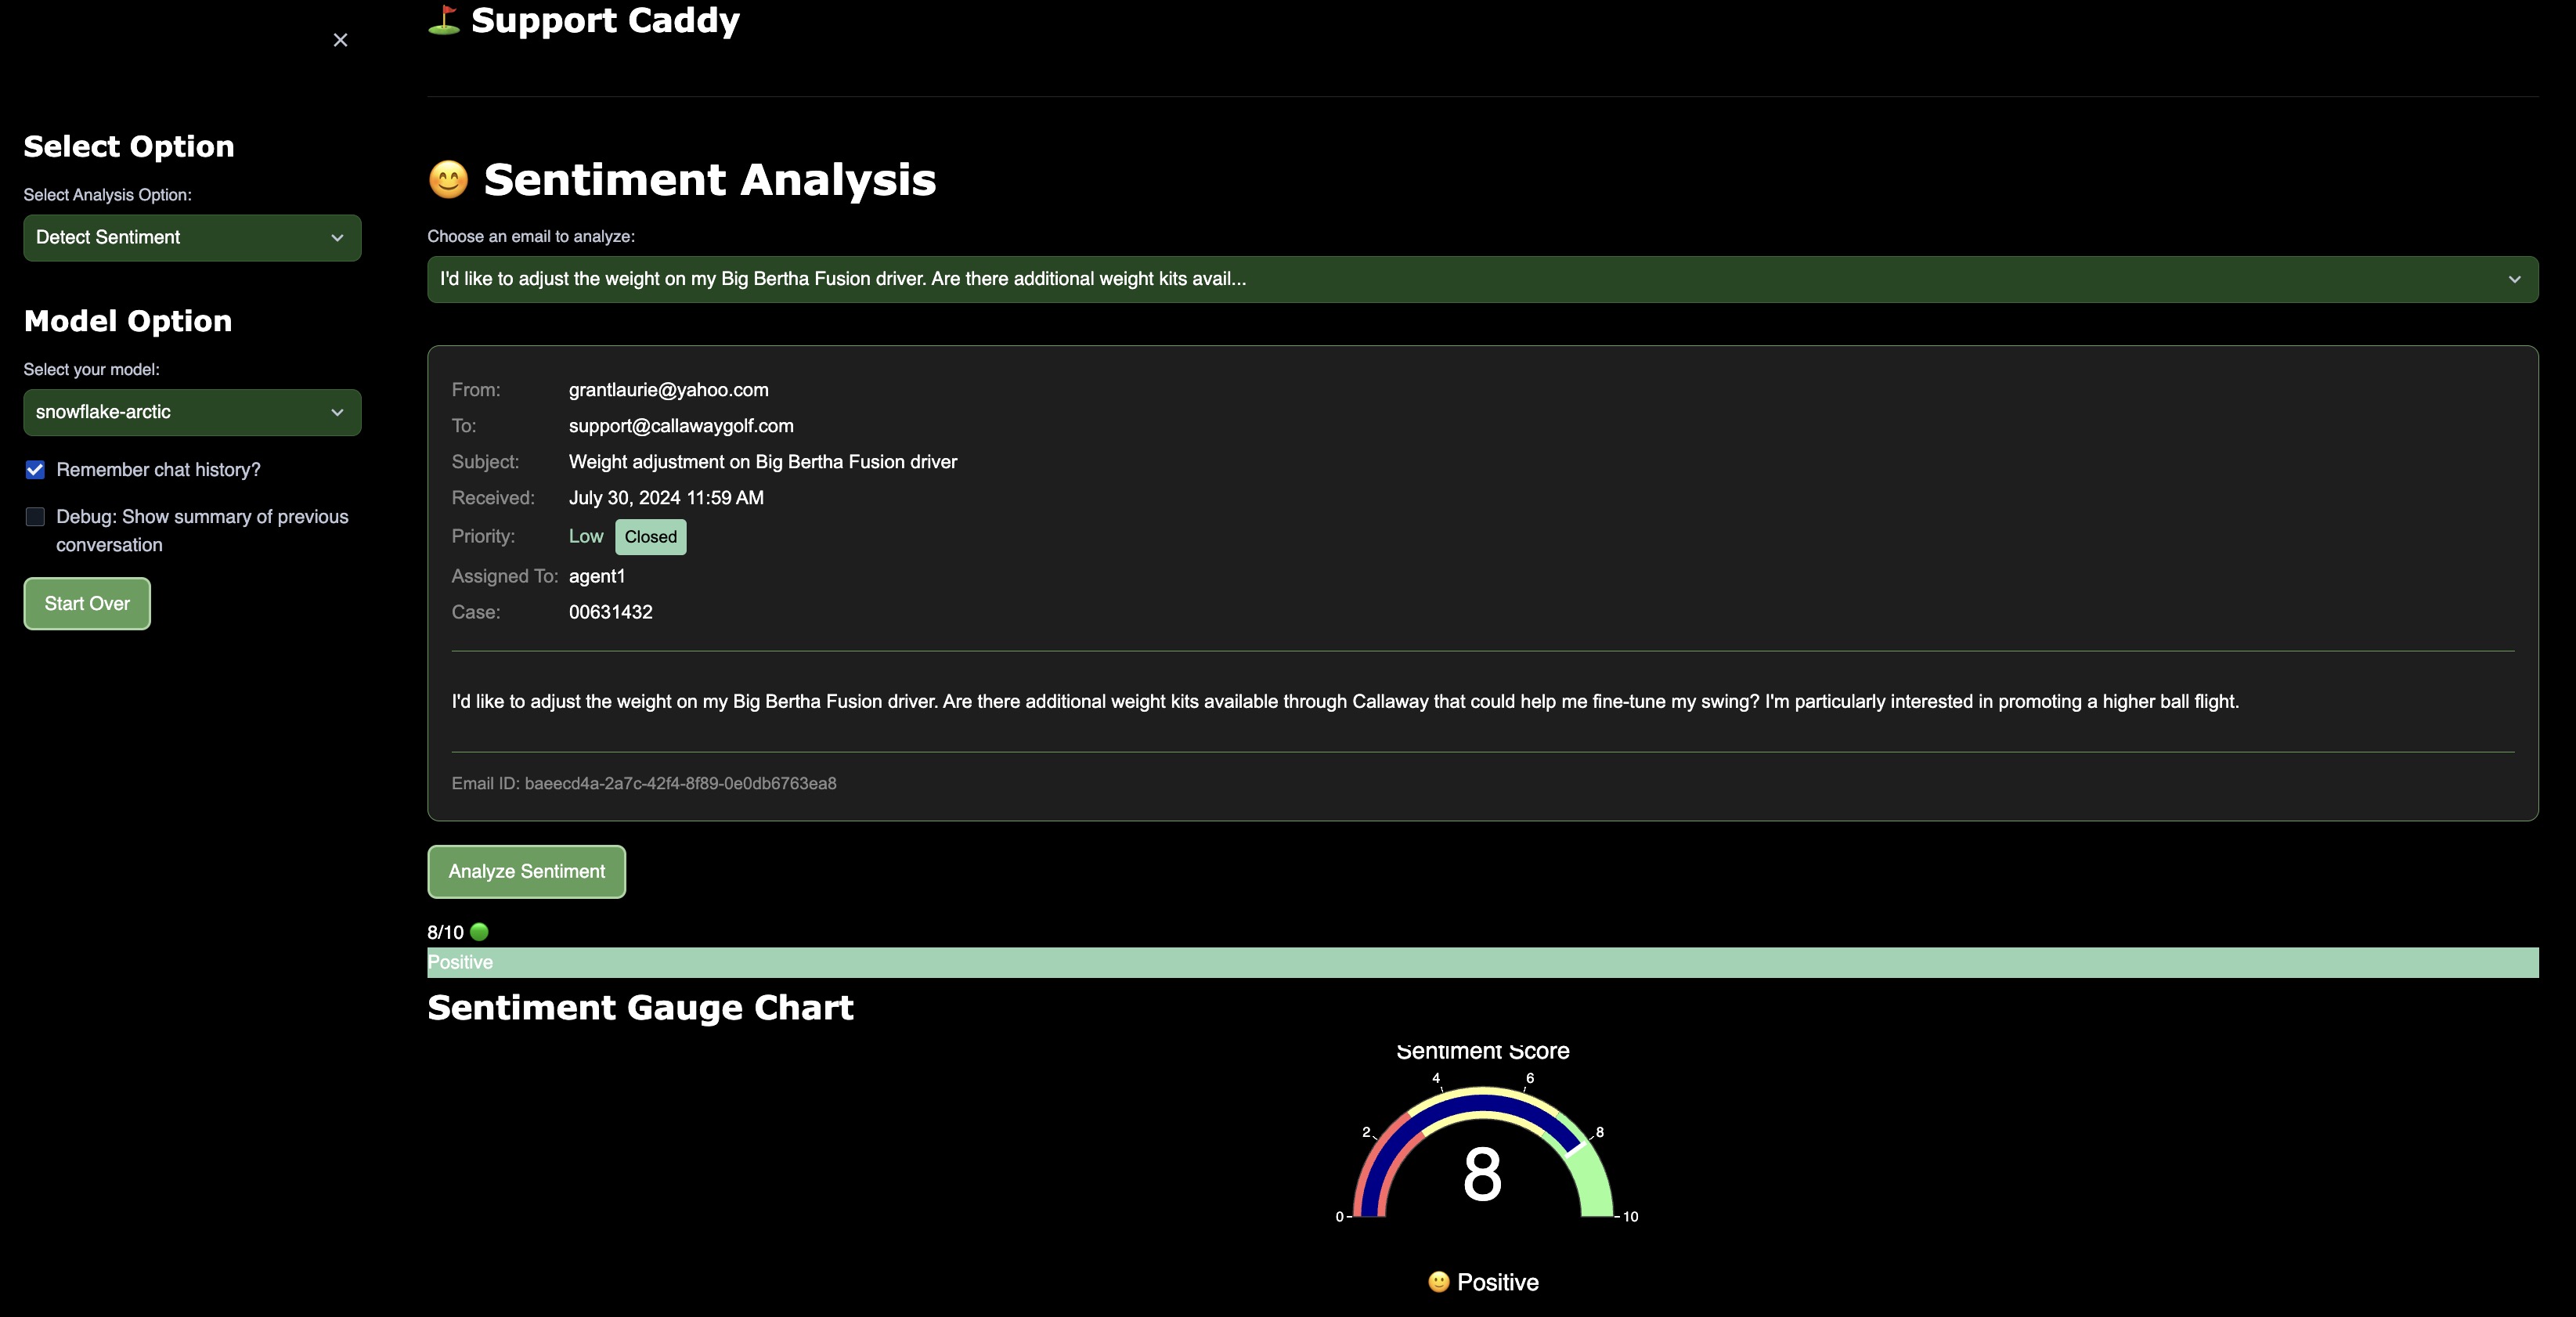 Support Caddy
Select Option
Select Analysis Option:
Detect Sentiment
Model Option
Select your model:
snowflake-arctic
Remember chat history?
Debug: Show summary of previous
conversation
Start Over
Sentiment Analysis
Choose an email to analyze:
I'd like to adjust the weight on my Big Bertha Fusion driver. Are there additional weight kits avail...
From: grantlaurie@yahoo.com
To: support@callawaygolf.com
Subject: Weight adjustment on Big Bertha Fusion driver
Received: July 30, 2024 11:59 AM
Priority: Low Closed
Assigned To: agent1
Case: 00631432
I'd like to adjust the weight on my Big Bertha Fusion driver. Are there additional weight kits available through Callaway that could help me fine-tune my swing? I'm particularly interested in promoting a higher ball flight.
Email ID: baeecd4a-2a7c-42f4-8f89-0e0db6763ea8
Analyze Sentiment
8/10
Positive
Sentiment Gauge Chart
Sentiment Score
4 6
2 8
8
0 10
Positive